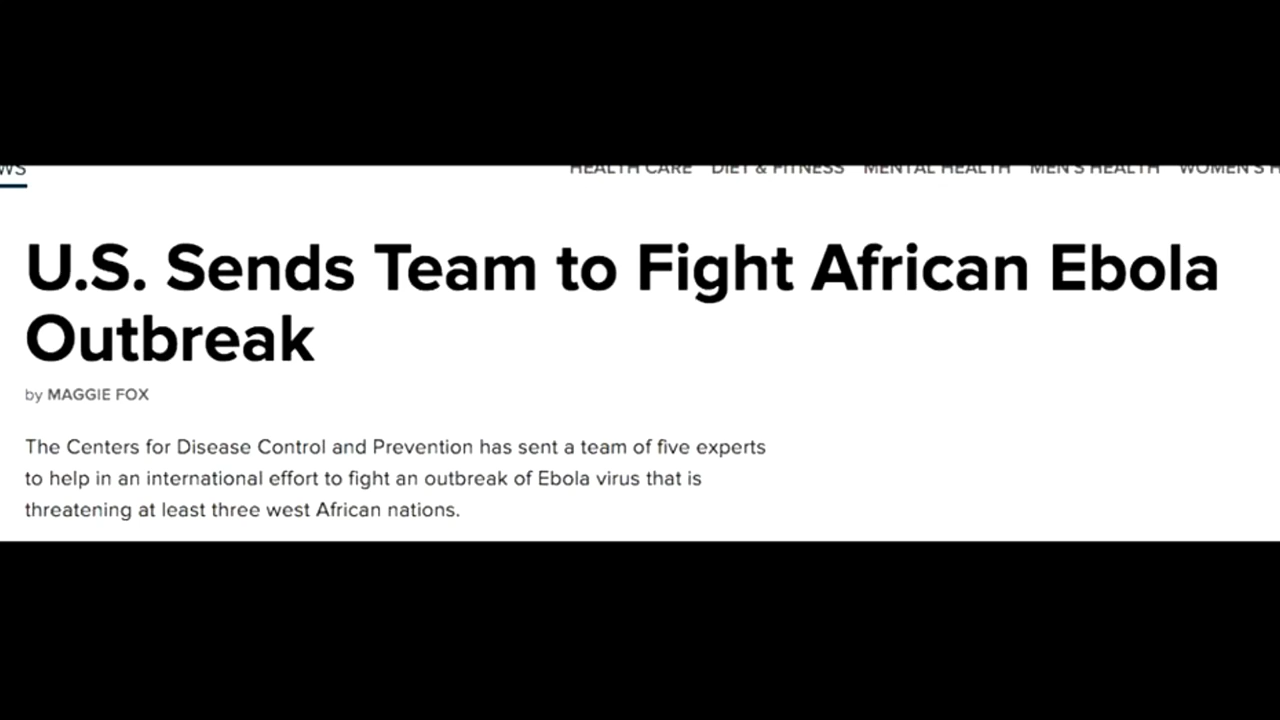 WS
HEALTH CARE DIET & FITNESS MENTAL HEALTH MEN'S HEALTH WOMEN'S H
U.S. Sends Team to Fight African Ebola
Outbreak
by MAGGIE FOX
The Centers for Disease Control and Prevention has sent a team of five experts
to help in an international effort to fight an outbreak of Ebola virus that is
threatening at least three west African nations.